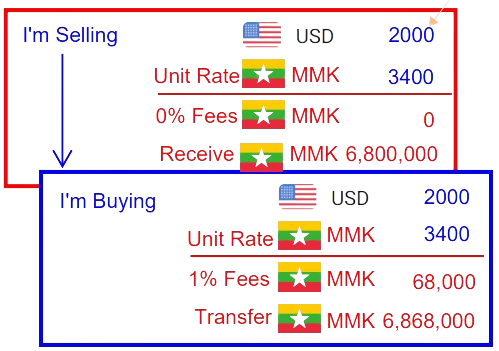 I'm Selling
USD 2000
Unit Rate MMK 3400
0% Fees MMK 0
Receive MMK 6,800,000
I'm Buying
USD 2000
Unit Rate MMK 3400
1% Fees MMK 68,000
Transfer MMK 6,868,000